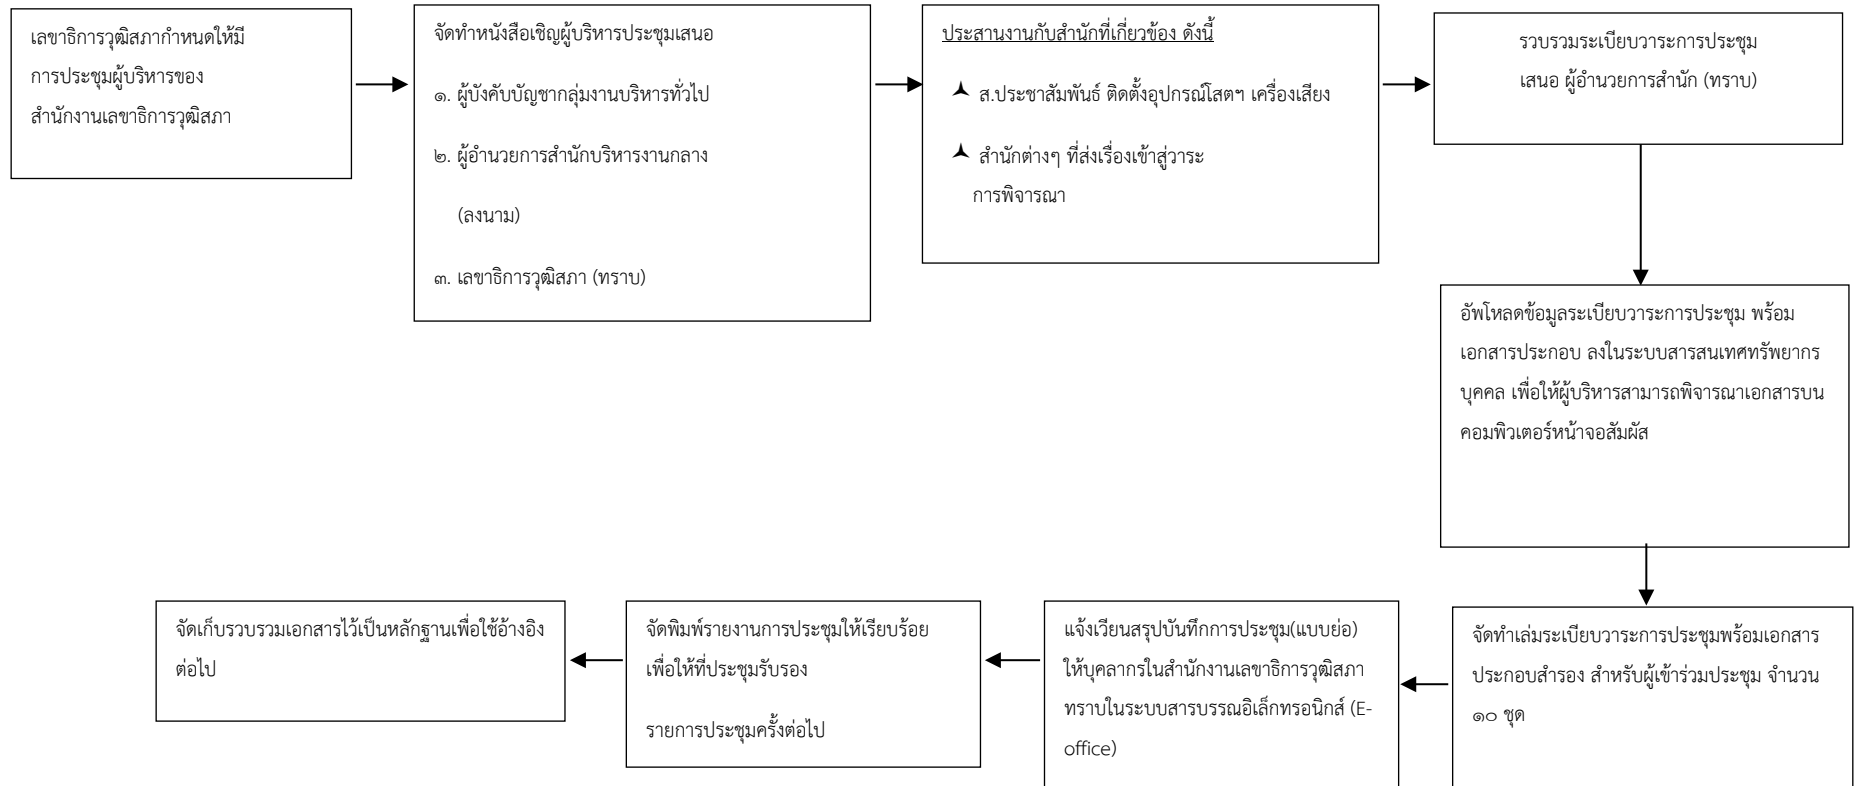 เลขาธิการวุฒิสภากำหนดให้มี
การประชุมผู้บริหารของ
สำนักงานเลขาธิการวุฒิสภา
จัดทำหนังสือเชิญผู้บริหารประชุมเสนอ
๑. ผู้บังคับบัญชากลุ่มงานบริหารทั่วไป
๒. ผู้อำนวยการสำนักบริหารงานกลาง
(ลงนาม)
๓. เลขาธิการวุฒิสภา (ทราบ)
ประสานงานกับสำนักที่เกี่ยวข้อง ดังนี้
ส.ประชาสัมพันธ์ ติดตั้งอุปกรณ์โสตฯ เครื่องเสียง
สำนักต่างๆ ที่ส่งเรื่องเข้าสู่วาระ
การพิจารณา
รวบรวมระเบียบวาระการประชุม
เสนอ ผู้อำนวยการสำนัก (ทราบ)
อัพโหลดข้อมูลระเบียบวาระการประชุม พร้อม
เอกสารประกอบ ลงในระบบสารสนเทศทรัพยากร
บุคคล เพื่อให้ผู้บริหารสามารถพิจารณาเอกสารบน
คอมพิวเตอร์หน้าจอสัมผัส
จัดทำเล่มระเบียบวาระการประชุมพร้อมเอกสาร
ประกอบสำรอง สำหรับผู้เข้าร่วมประชุม จำนวน
๑๐ ชุด
แจ้งเวียนสรุปบันทึกการประชุม(แบบย่อ)
ให้บุคลากรในสำนักงานเลขาธิการวุฒิสภา
ทราบในระบบสารบรรณอิเล็กทรอนิกส์ (E-
office)
จัดพิมพ์รายงานการประชุมให้เรียบร้อย
เพื่อให้ที่ประชุมรับรอง
รายการประชุมครั้งต่อไป
จัดเก็บรวบรวมเอกสารไว้เป็นหลักฐานเพื่อใช้อ้างอิง
ต่อไป